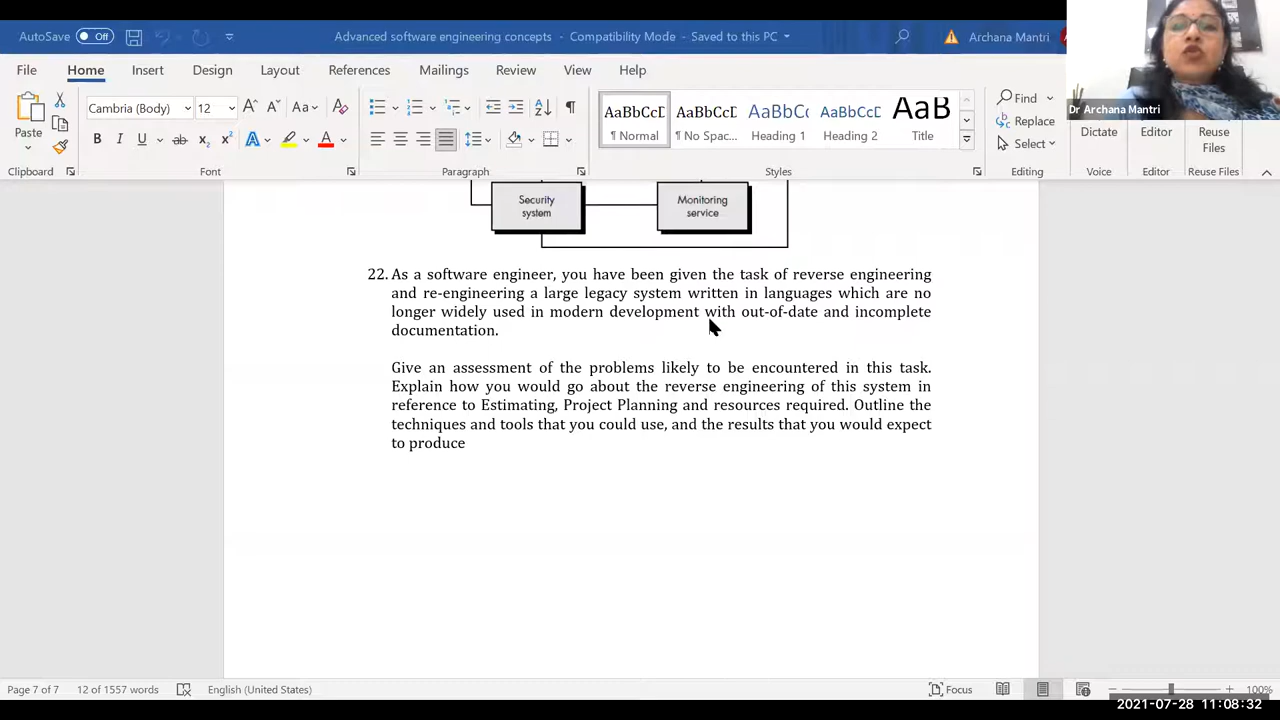 AutoSave Off Advanced software engineering concepts - Compatibility Mode - Saved to this PC Archana Mantri
Dr Archana Mantri
File Home Insert Design Layout References Mailings Review View Help
Cambria (Body) 12 A^ A˅ Aa AaBbCcD AaBbCcD AaBbCc AaBbCcD AaB Find
Paste B I U ab x₂ x² A A ¶ Normal ¶ No Spac... Heading 1 Heading 2 Title Replace
Select
Dictate Editor Reuse Files
Clipboard Font Paragraph Styles Editing Voice Editor Reuse Files
Security system
Monitoring service
22. As a software engineer, you have been given the task of reverse engineering
and re-engineering a large legacy system written in languages which are no
longer widely used in modern development with out-of-date and incomplete
documentation.
Give an assessment of the problems likely to be encountered in this task.
Explain how you would go about the reverse engineering of this system in
reference to Estimating, Project Planning and resources required. Outline the
techniques and tools that you could use, and the results that you would expect
to produce
Page 7 of 7 12 of 1557 words English (United States) Focus 100%
2021-07-28 11:08:32